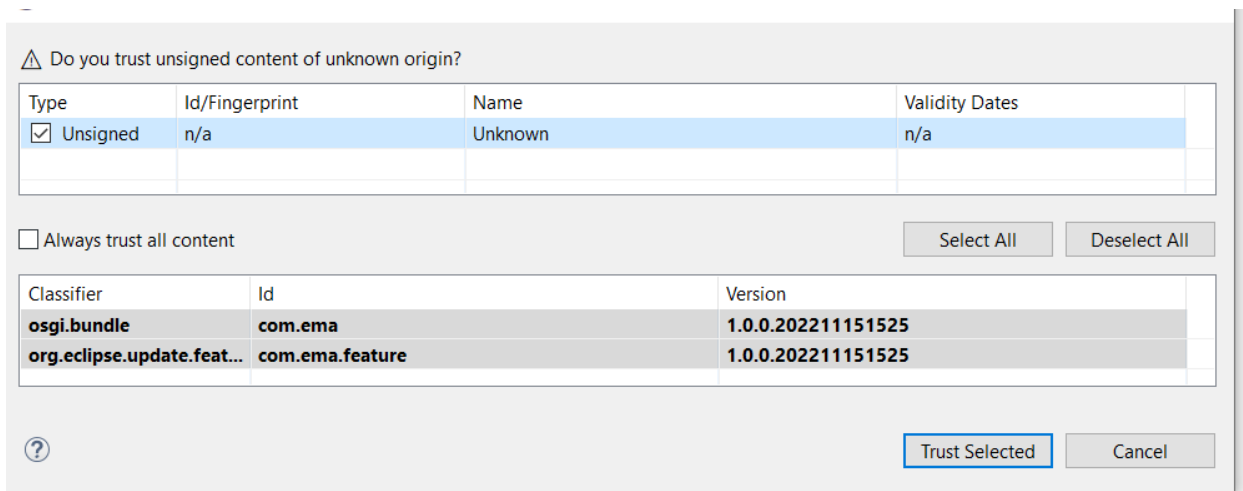 Do you trust unsigned content of unknown origin?
Type Id/Fingerprint Name Validity Dates
Unsigned n/a Unknown n/a
Always trust all content Select All Deselect All
Classifier Id Version
osgi.bundle com.ema 1.0.0.202211151525
org.eclipse.update.feat... com.ema.feature 1.0.0.202211151525
? Trust Selected Cancel